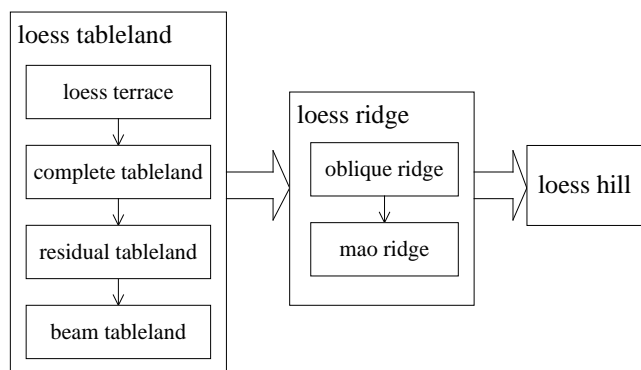 loess tableland
loess terrace
complete tableland
residual tableland
beam tableland
loess ridge
oblique ridge
mao ridge
loess hill